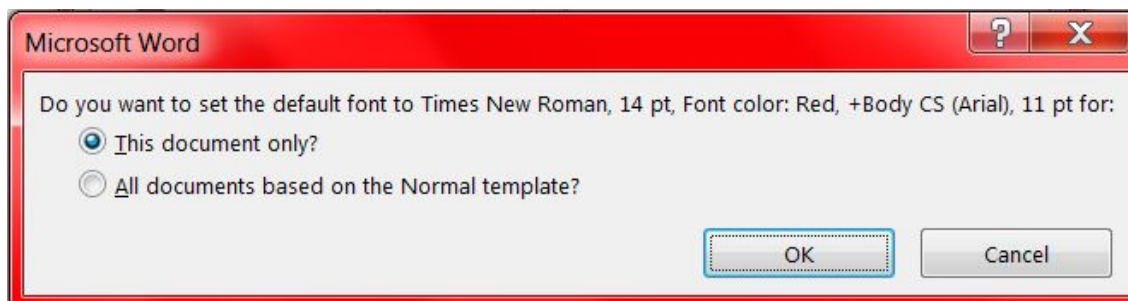 Microsoft Word
Do you want to set the default font to Times New Roman, 14 pt, Font color: Red, +Body CS (Arial), 11 pt for:
This document only?
All documents based on the Normal template?
OK Cancel